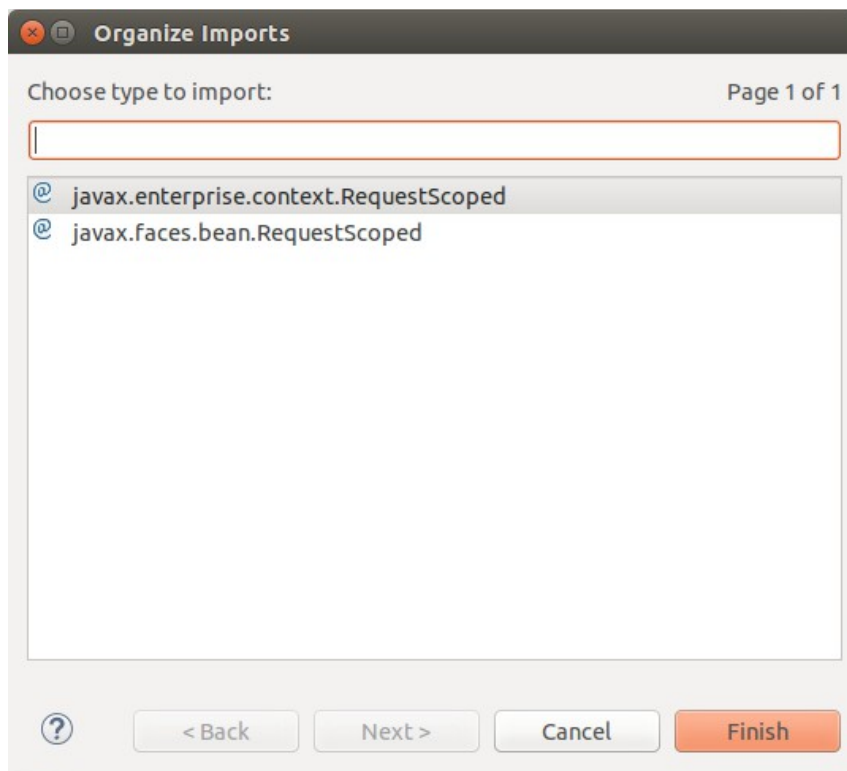 Organize Imports
Choose type to import: Page 1 of 1
@ javax.enterprise.context.RequestScoped
@ javax.faces.bean.RequestScoped
? < Back Next > Cancel Finish